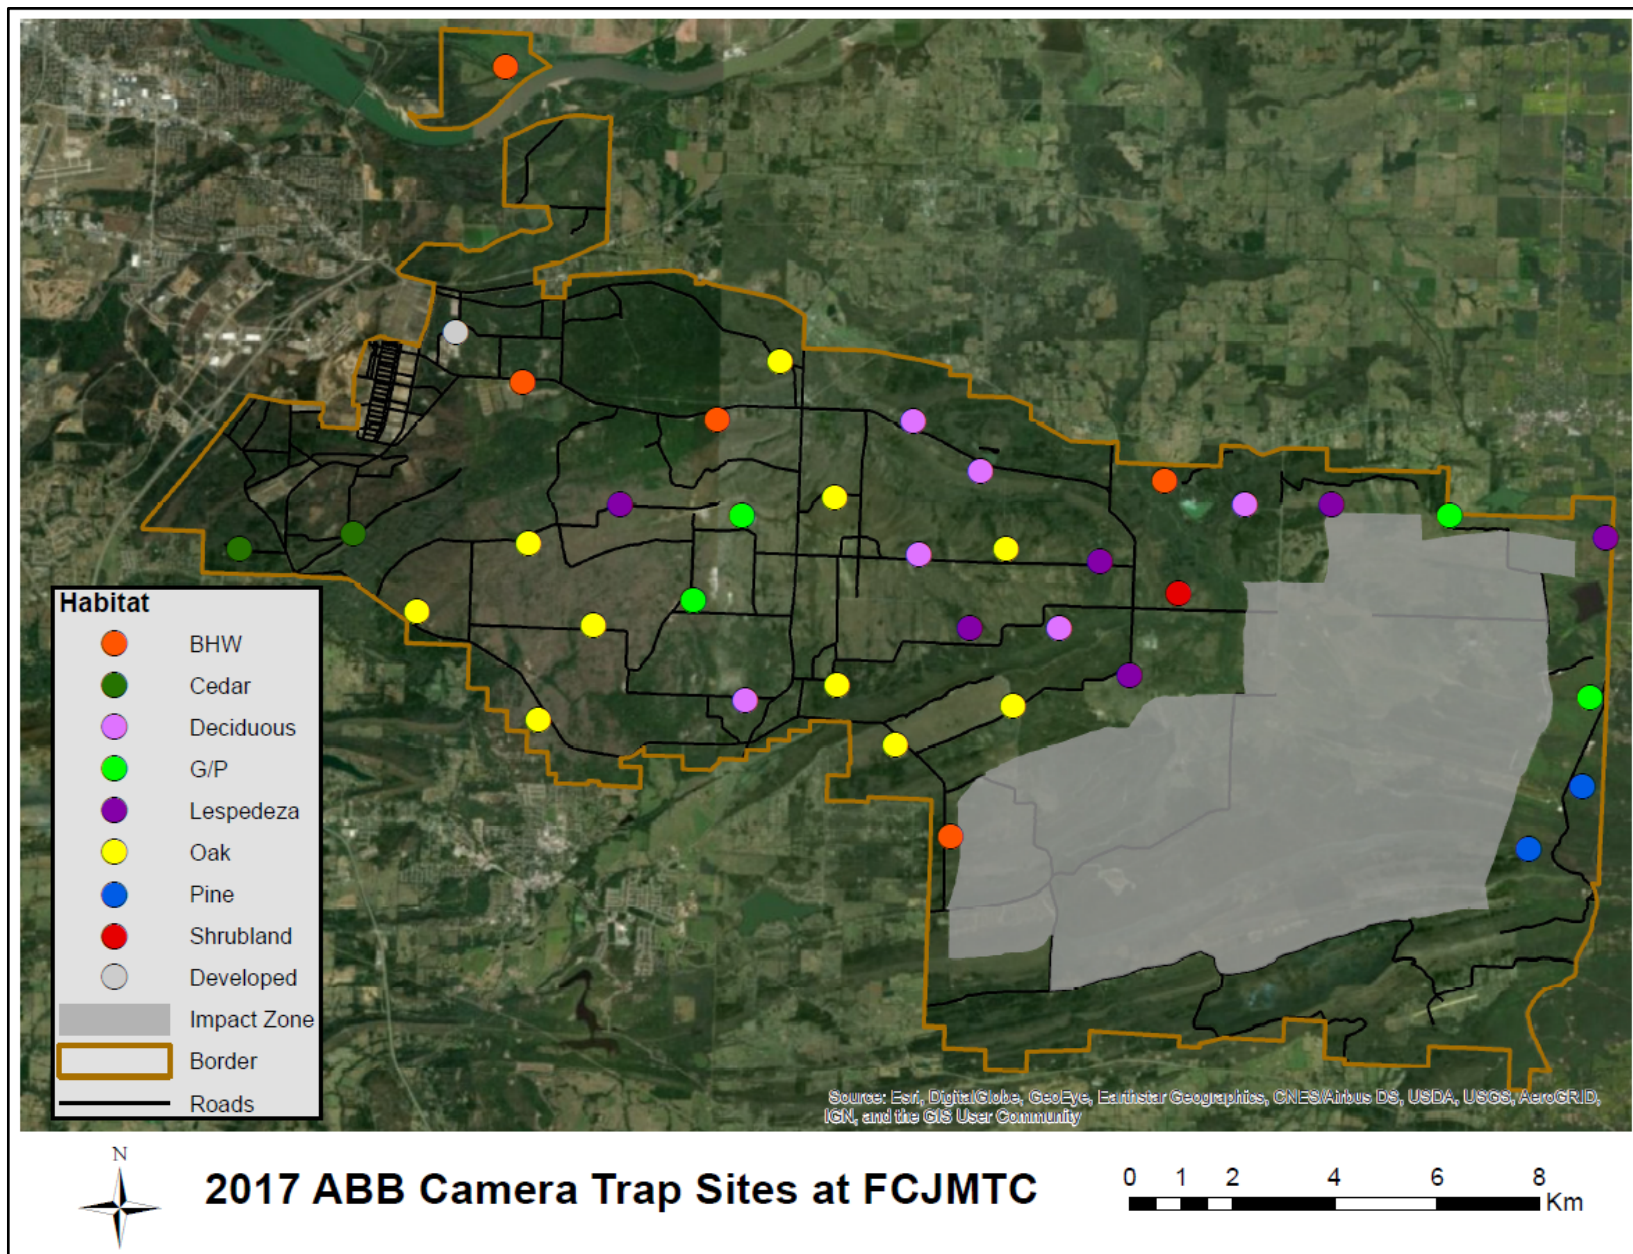 Habitat
BHW
Cedar
Deciduous
G/P
Lespedeza
Oak
Pine
Shrubland
Developed
Impact Zone
Border
Roads
Source: Esri, DigitalGlobe, GeoEye, Earthstar Geographics, CNES/Airbus DS, USDA, USGS, AeroGRID,
IGN, and the GIS User Community
N
2017 ABB Camera Trap Sites at FCJMTC
0 1 2 4 6 8
Km